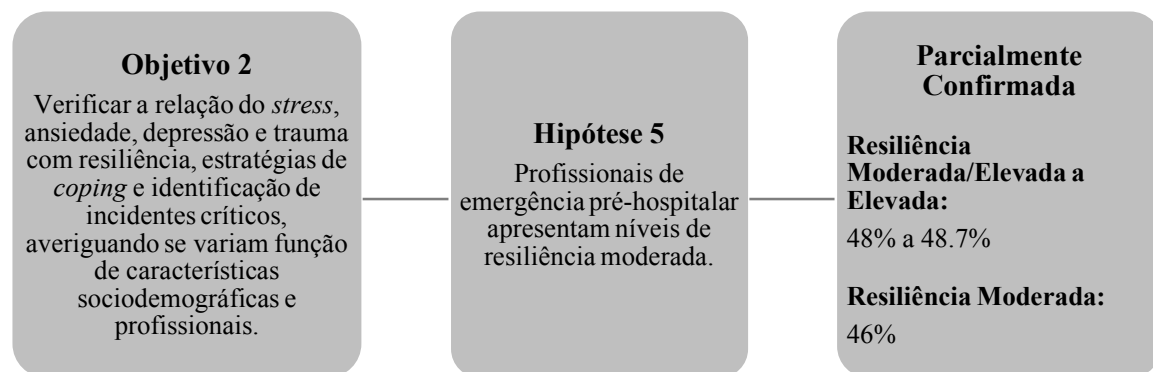 Objetivo 2
Verificar a relação do stress,
ansiedade, depressão e trauma
com resiliência, estratégias de
coping e identificação de
incidentes críticos,
averiguando se variam função
de características
sociodemográficas e
profissionais.
Hipótese 5
Profissionais de
emergência pré-hospitalar
apresentam níveis de
resiliência moderada.
Parcialmente
Confirmada
Resiliência
Moderada/Elevada a
Elevada:
48% a 48.7%
Resiliência Moderada:
46%